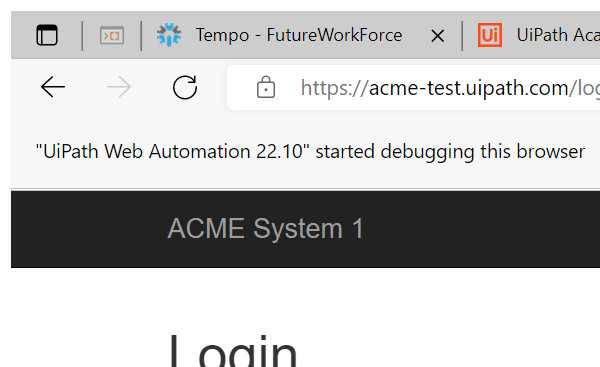 Tempo - FutureWorkForce
Ui UiPath Aca
https://acme-test.uipath.com/log
"UiPath Web Automation 22.10" started debugging this browser
ACME System 1
Login